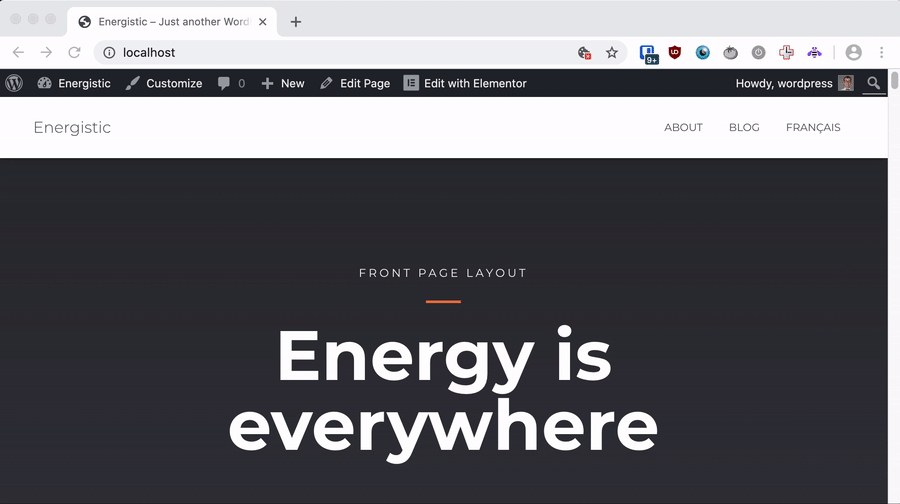 Energistic – Just another Word
localhost
9+
Energistic
Customize
0
New
Edit Page
Edit with Elementor
Howdy, wordpress
Energistic
ABOUT
BLOG
FRANÇAIS
FRONT PAGE LAYOUT
Energy is
everywhere